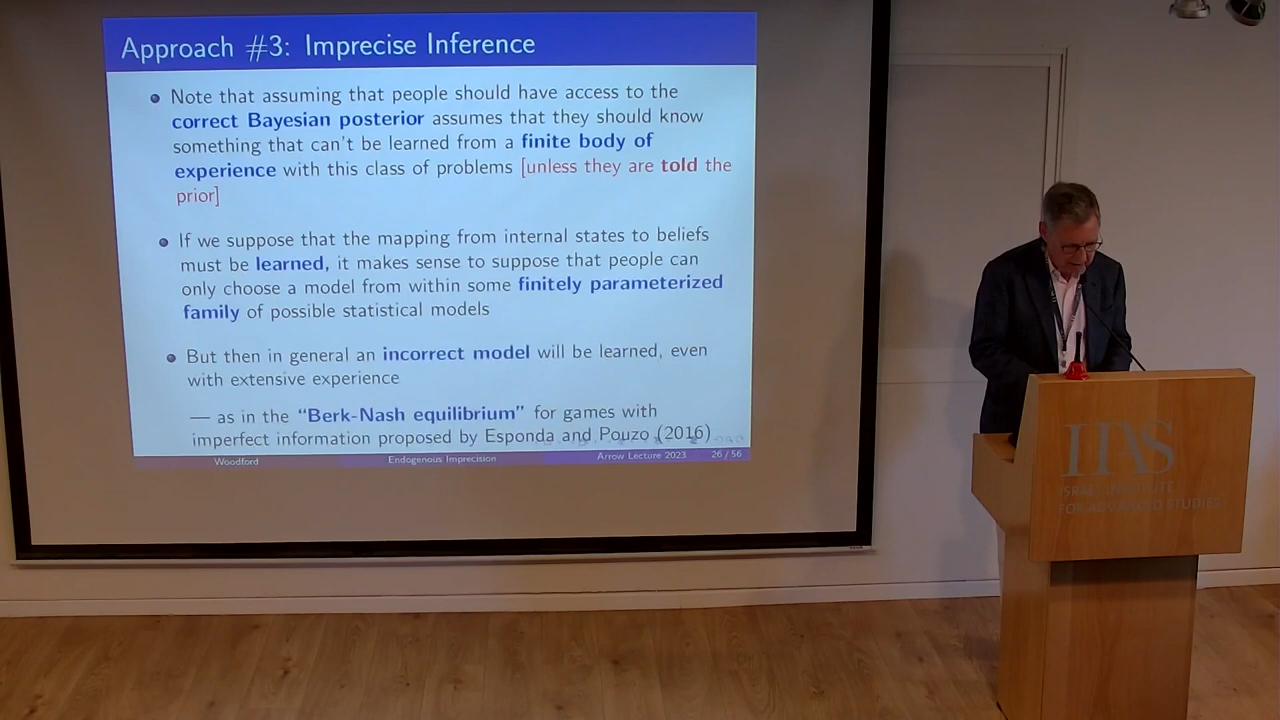 Approach #3: Imprecise Inference
Note that assuming that people should have access to the
correct Bayesian posterior assumes that they should know
something that can't be learned from a finite body of
experience with this class of problems [unless they are told the
prior]
If we suppose that the mapping from internal states to beliefs
must be learned, it makes sense to suppose that people can
only choose a model from within some finitely parameterized
family of possible statistical models
But then in general an incorrect model will be learned, even
with extensive experience
— as in the “Berk-Nash equilibrium” for games with
imperfect information proposed by Esponda and Pouzo (2016)
Woodford Endogenous Imprecision Arrow Lecture 2023 26 / 56
IIAS
ISRAEL INSTITUTE
FOR ADVANCED STUDIES